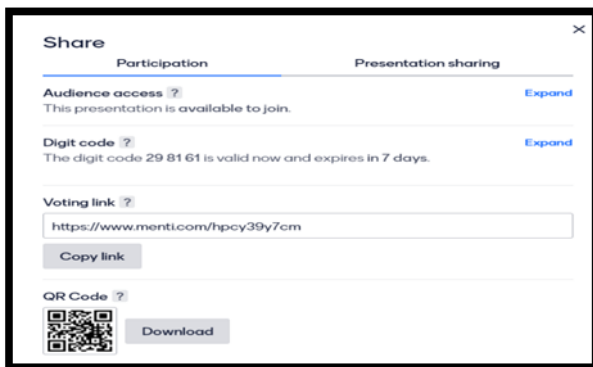 Share
Participation Presentation sharing
Audience access ? Expand
This presentation is available to join.
Digit code ? Expand
The digit code 29 81 61 is valid now and expires in 7 days.
Voting link ?
https://www.menti.com/hpcy39y7cm
Copy link
QR Code ?
Download